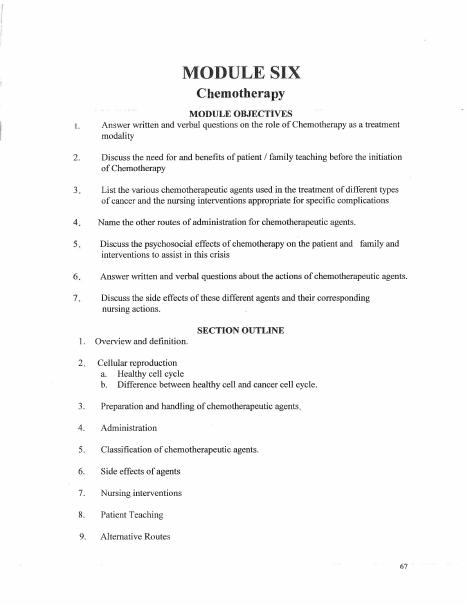 MODULE SIX
Chemotherapy
MODULE OBJECTIVES
1. Answer written and verbal questions on the role of Chemotherapy as a treatment
modality
2. Discuss the need for and benefits of patient / family teaching before the initiation
of Chemotherapy
3. List the various chemotherapeutic agents used in the treatment of different types
of cancer and the nursing interventions appropriate for specific complications
4. Name the other routes of administration for chemotherapeutic agents.
5. Discuss the psychosocial effects of chemotherapy on the patient and family and
interventions to assist in this crisis
6. Answer written and verbal questions about the actions of chemotherapeutic agents.
7. Discuss the side effects of these different agents and their corresponding
nursing actions.
SECTION OUTLINE
1. Overview and definition.
2. Cellular reproduction
a. Healthy cell cycle
b. Difference between healthy cell and cancer cell cycle.
3. Preparation and handling of chemotherapeutic agents.
4. Administration
5. Classification of chemotherapeutic agents.
6. Side effects of agents
7. Nursing interventions
8. Patient Teaching
9. Alternative Routes
67